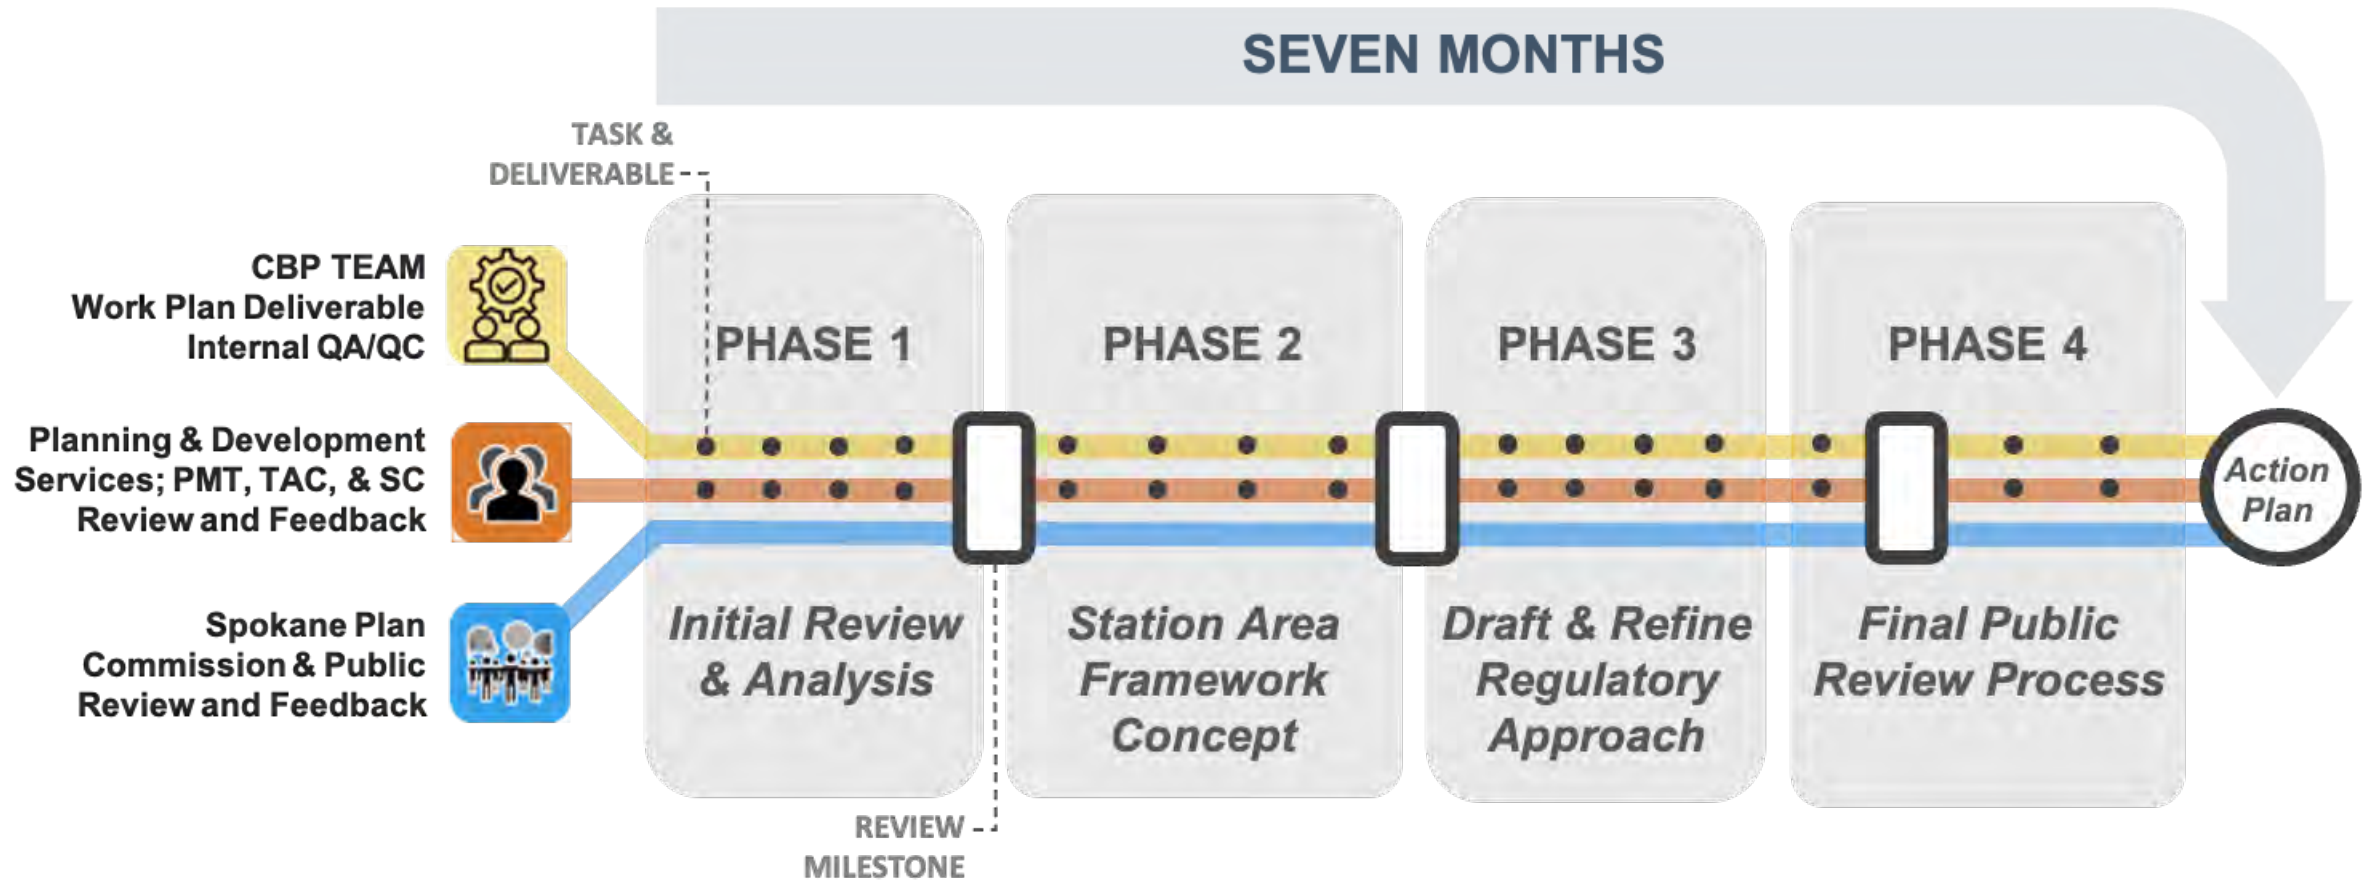 SEVEN MONTHS
TASK &
DELIVERABLE
CBP TEAM
Work Plan Deliverable
Internal QA/QC
Planning & Development
Services; PMT, TAC, & SC
Review and Feedback
Spokane Plan
Commission & Public
Review and Feedback
PHASE 1
Initial Review
& Analysis
PHASE 2
Station Area
Framework
Concept
PHASE 3
Draft & Refine
Regulatory
Approach
PHASE 4
Final Public
Review Process
Action
Plan
REVIEW
MILESTONE